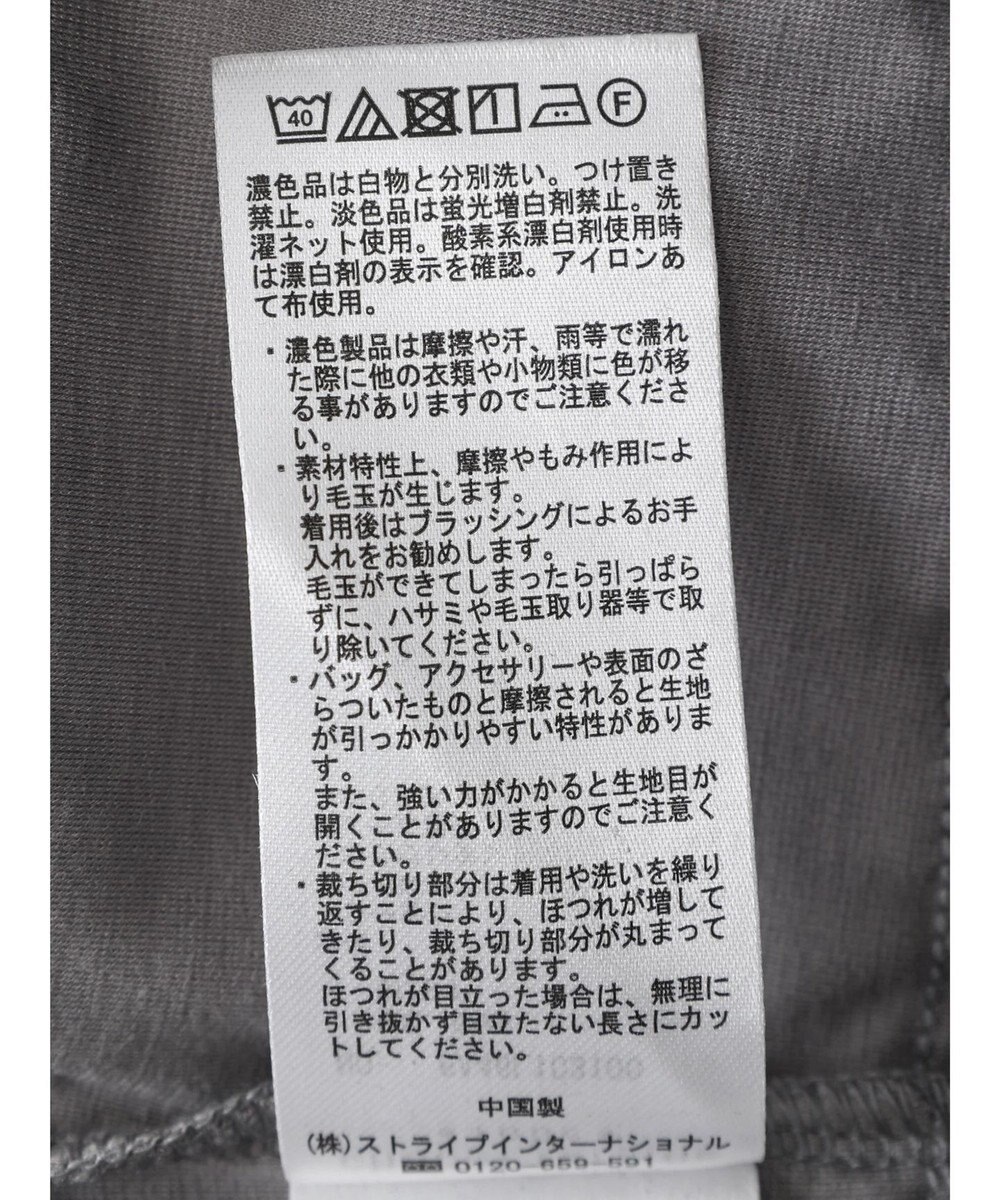 40 F
濃色品は白物と分別洗い。つけ置き
禁止。淡色品は蛍光増白剤禁止。洗
濯ネット使用。酸素系漂白剤使用時
は漂白剤の表示を確認。アイロンあ
て布使用。
・濃色製品は摩擦や汗、雨等で濡れ
た際に他の衣類や小物類に色が移
る事がありますのでご注意くださ
い。
・素材特性上、摩擦やもみ作用によ
り毛玉が生じます。
着用後はブラッシングによるお手
入れをお勧めします。
毛玉ができてしまったら引っぱら
ずに、ハサミや毛玉取り器等で取
り除いてください。
・バッグ、アクセサリーや表面のざ
らついたものと摩擦されると生地
が引っかかりやすい特性がありま
す。
また、強い力がかかると生地目が
開くことがありますのでご注意く
ださい。
・裁ち切り部分は着用や洗いを繰り
返すことにより、ほつれが増して
きたり、裁ち切り部分が丸まって
くることがあります。
ほつれが目立った場合は、無理に
引き抜かず目立たない長さにカッ
トしてください。
中国製
(株)ストライプインターナショナル
0120-659-591